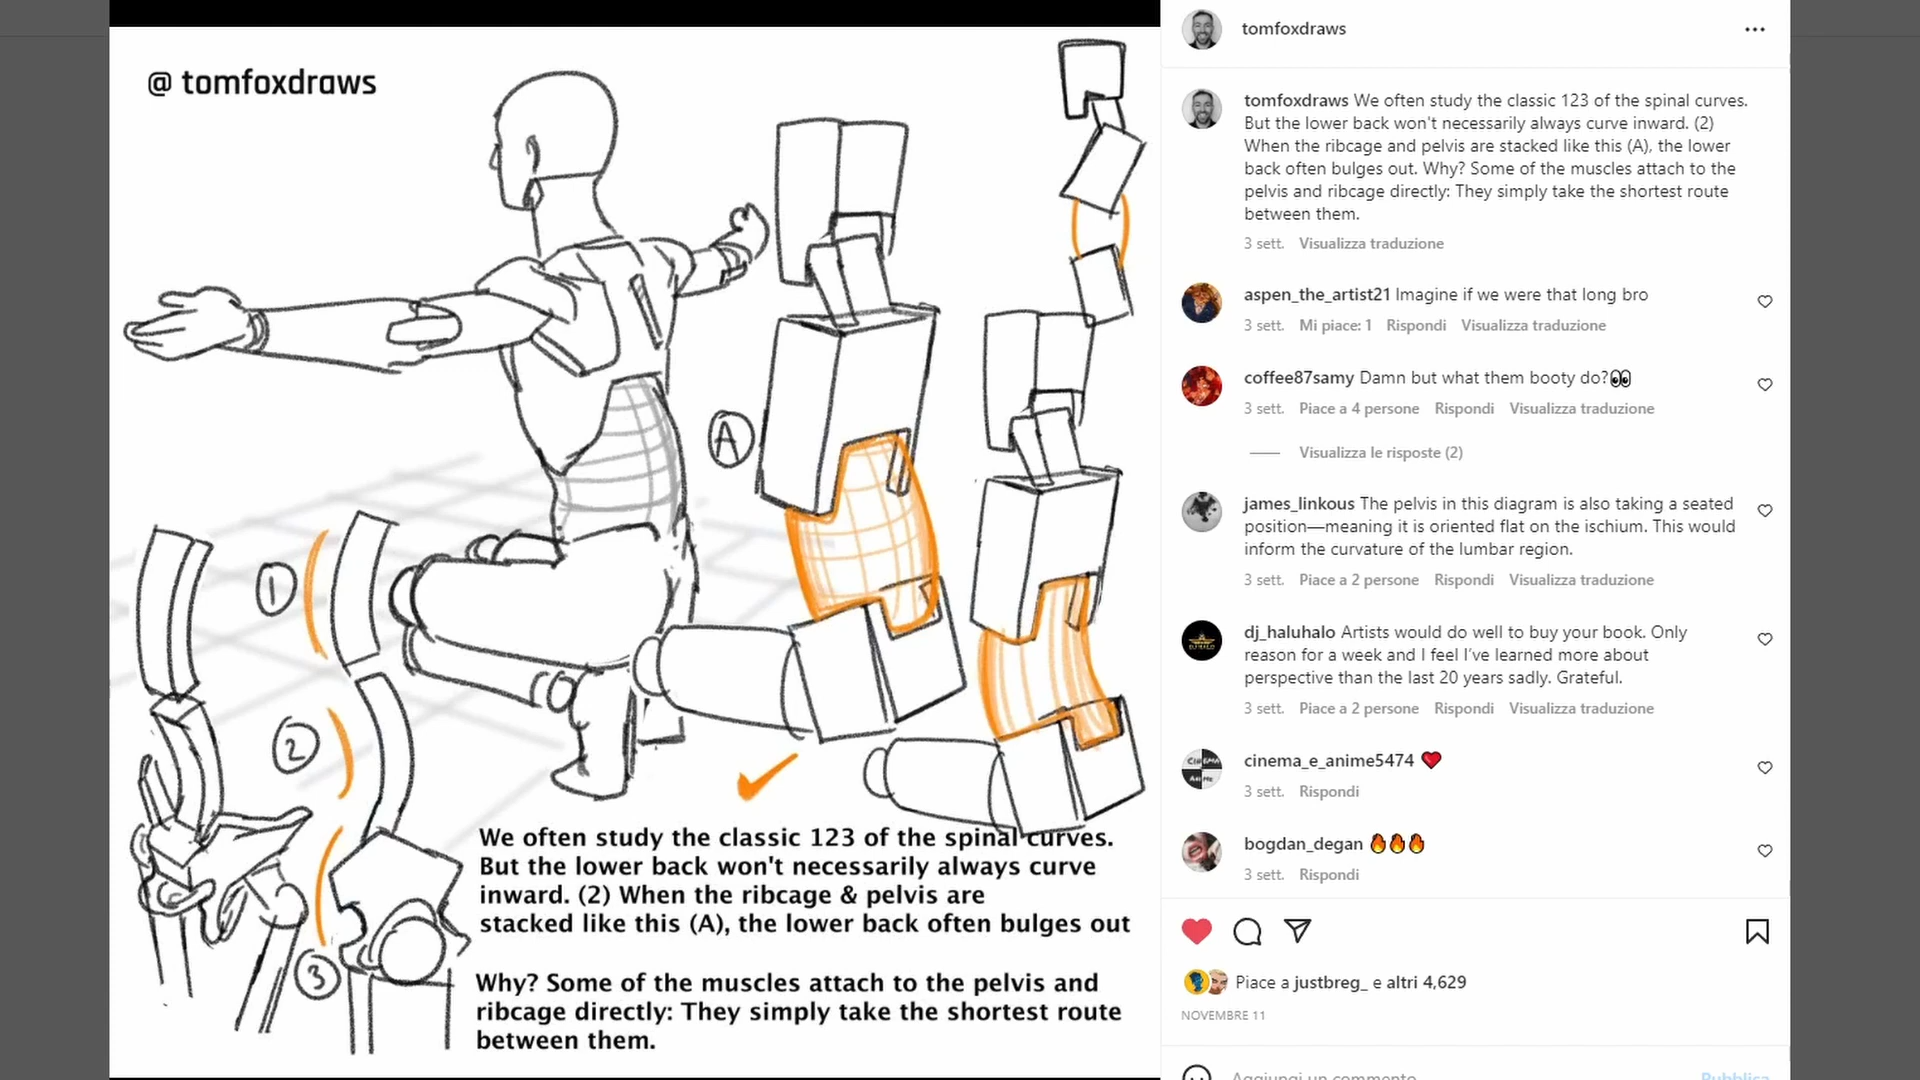 @ tomfoxdraws
A
1
2
3
We often study the classic 123 of the spinal curves.
But the lower back won't necessarily always curve
inward. (2) When the ribcage & pelvis are
stacked like this (A), the lower back often bulges out
Why? Some of the muscles attach to the pelvis and
ribcage directly: They simply take the shortest route
between them.
tomfoxdraws
tomfoxdraws We often study the classic 123 of the spinal curves.
But the lower back won't necessarily always curve inward. (2)
When the ribcage and pelvis are stacked like this (A), the lower
back often bulges out. Why? Some of the muscles attach to the
pelvis and ribcage directly: They simply take the shortest route
between them.
3 sett. Visualizza traduzione
aspen_the_artist21 Imagine if we were that long bro
3 sett. Mi piace: 1 Rispondi Visualizza traduzione
coffee87samy Damn but what them booty do?👀
3 sett. Piace a 4 persone Rispondi Visualizza traduzione
Visualizza le risposte (2)
james_linkous The pelvis in this diagram is also taking a seated
position—meaning it is oriented flat on the ischium. This would
inform the curvature of the lumbar region.
3 sett. Piace a 2 persone Rispondi Visualizza traduzione
dj_haluhalo Artists would do well to buy your book. Only
reason for a week and I feel I've learned more about
perspective than the last 20 years sadly. Grateful.
3 sett. Piace a 2 persone Rispondi Visualizza traduzione
cinema_e_anime5474 ❤️
3 sett. Rispondi
bogdan_degan 🔥🔥🔥
3 sett. Rispondi
Piace a justbreg_ e altri 4,629
NOVEMBRE 11
Aggiungi un commento
Pubblica